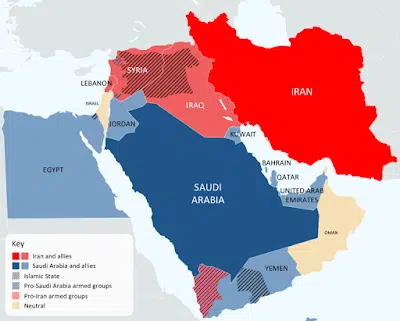 SYRIA
LEBANON
IRAN
ISRAEL
IRAQ
JORDAN
KUWAIT
EGYPT
BAHRAIN
QATAR
SAUDI
ARABIA
UNITED ARAB
EMIRATES
OMAN
YEMEN
Key
Iran and allies
Saudi Arabia and allies
Islamic State
Pro-Saudi Arabia armed groups
Pro-Iran armed groups
Neutral